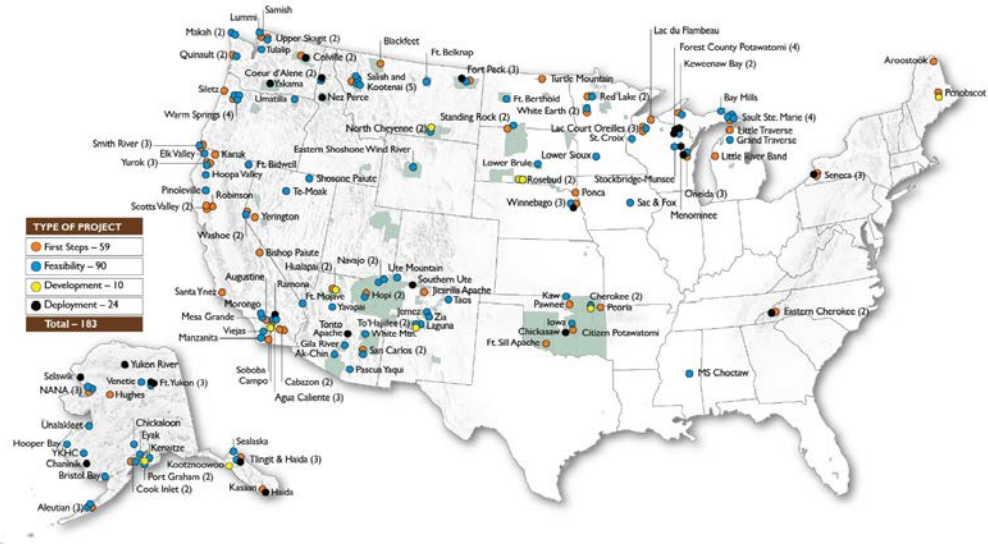 Lummi
Samish
Makah (2)
Upper Skagit (2)
Tulalip
Quinault (2)
Colville (2)
Blackfeet
Ft. Belknap
Lac du Flambeau
Forest County Potawatomi (4)
Keweenaw Bay (2)
Aroostook
Penobscot
Coeur d'Alene (2)
Yakama
Salish and
Kootenai (5)
Fort Peck (3)
Turtle Mountain
Siletz
Umatilla
Nez Perce
Ft. Berthold
Red Lake (2)
White Earth (2)
Bay Mills
Sault Ste. Marie (4)
Warm Springs (4)
North Cheyenne (2)
Standing Rock (2)
Lac Court Oreilles (3)
St. Croix
Little Traverse
Grand Traverse
Smith River (3)
Elk Valley
Karuk
Eastern Shoshone Wind River
Lower Sioux
Little River Band
Yurok (3)
Ft. Bidwell
Lower Brule
Hoopa Valley
Shosone Paiute
Rosebud (2)
Stockbridge-Munsee
Seneca (3)
Pinoleville
Robinson
Te-Moak
Ponca
Oneida (3)
Scotts Valley (2)
Winnebago (3)
Sac & Fox
Menominee
Yerington
Washoe (2)
TYPE OF PROJECT
First Steps – 59
Feasibility – 90
Development – 10
Deployment – 24
Total – 183
Bishop Paiute
Navajo (2)
Hualapai (2)
Ute Mountain
Augustine
Ramona
Southern Ute
Santa Ynez
Ft. Mojave
Hopi (2)
Jicarilla Apache
Taos
Kaw
Cherokee (2)
Morongo
Yavapai
Pawnee
Peoria
Mesa Grande
Jemez
Zia
Eastern Cherokee (2)
Viejas
Tonto
Apache
To'Hajiilee (2)
Laguna
Iowa
White Mtn.
Chickasaw
Citizen Potawatomi
Manzanita
Gila River
Ak-Chin
San Carlos (2)
Ft. Sill Apache
Soboba
Campo
Cabazon (2)
Pascua Yaqui
MS Choctaw
Agua Caliente (3)
Yukon River
Selawik
Venetie
Ft. Yukon (3)
NANA (3)
Hughes
Unalakleet
Chickaloon
Eyak
Hooper Bay
Kenaitze
Sealaska
YKHC
Tlingit & Haida (3)
Chaninik
Kootznoowoo
Bristol Bay
Port Graham (2)
Cook Inlet (2)
Kasaan
Haida
Aleutian (3)